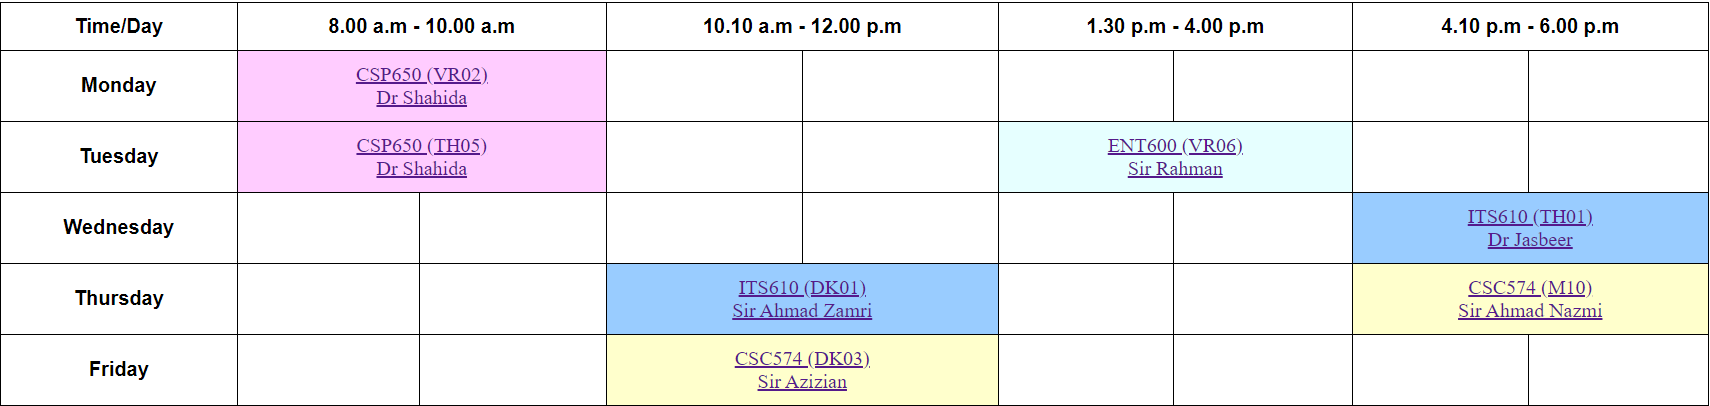 Time/Day 8.00 a.m - 10.00 a.m 10.10 a.m - 12.00 p.m 1.30 p.m - 4.00 p.m 4.10 p.m - 6.00 p.m
Monday
CSP650 (VR02)
Dr Shahida
Tuesday
CSP650 (TH05)
Dr Shahida
ENT600 (VR06)
Sir Rahman
Wednesday
ITS610 (TH01)
Dr Jasbeer
Thursday
ITS610 (DK01)
Sir Ahmad Zamri
CSC574 (M10)
Sir Ahmad Nazmi
Friday
CSC574 (DK03)
Sir Azizian